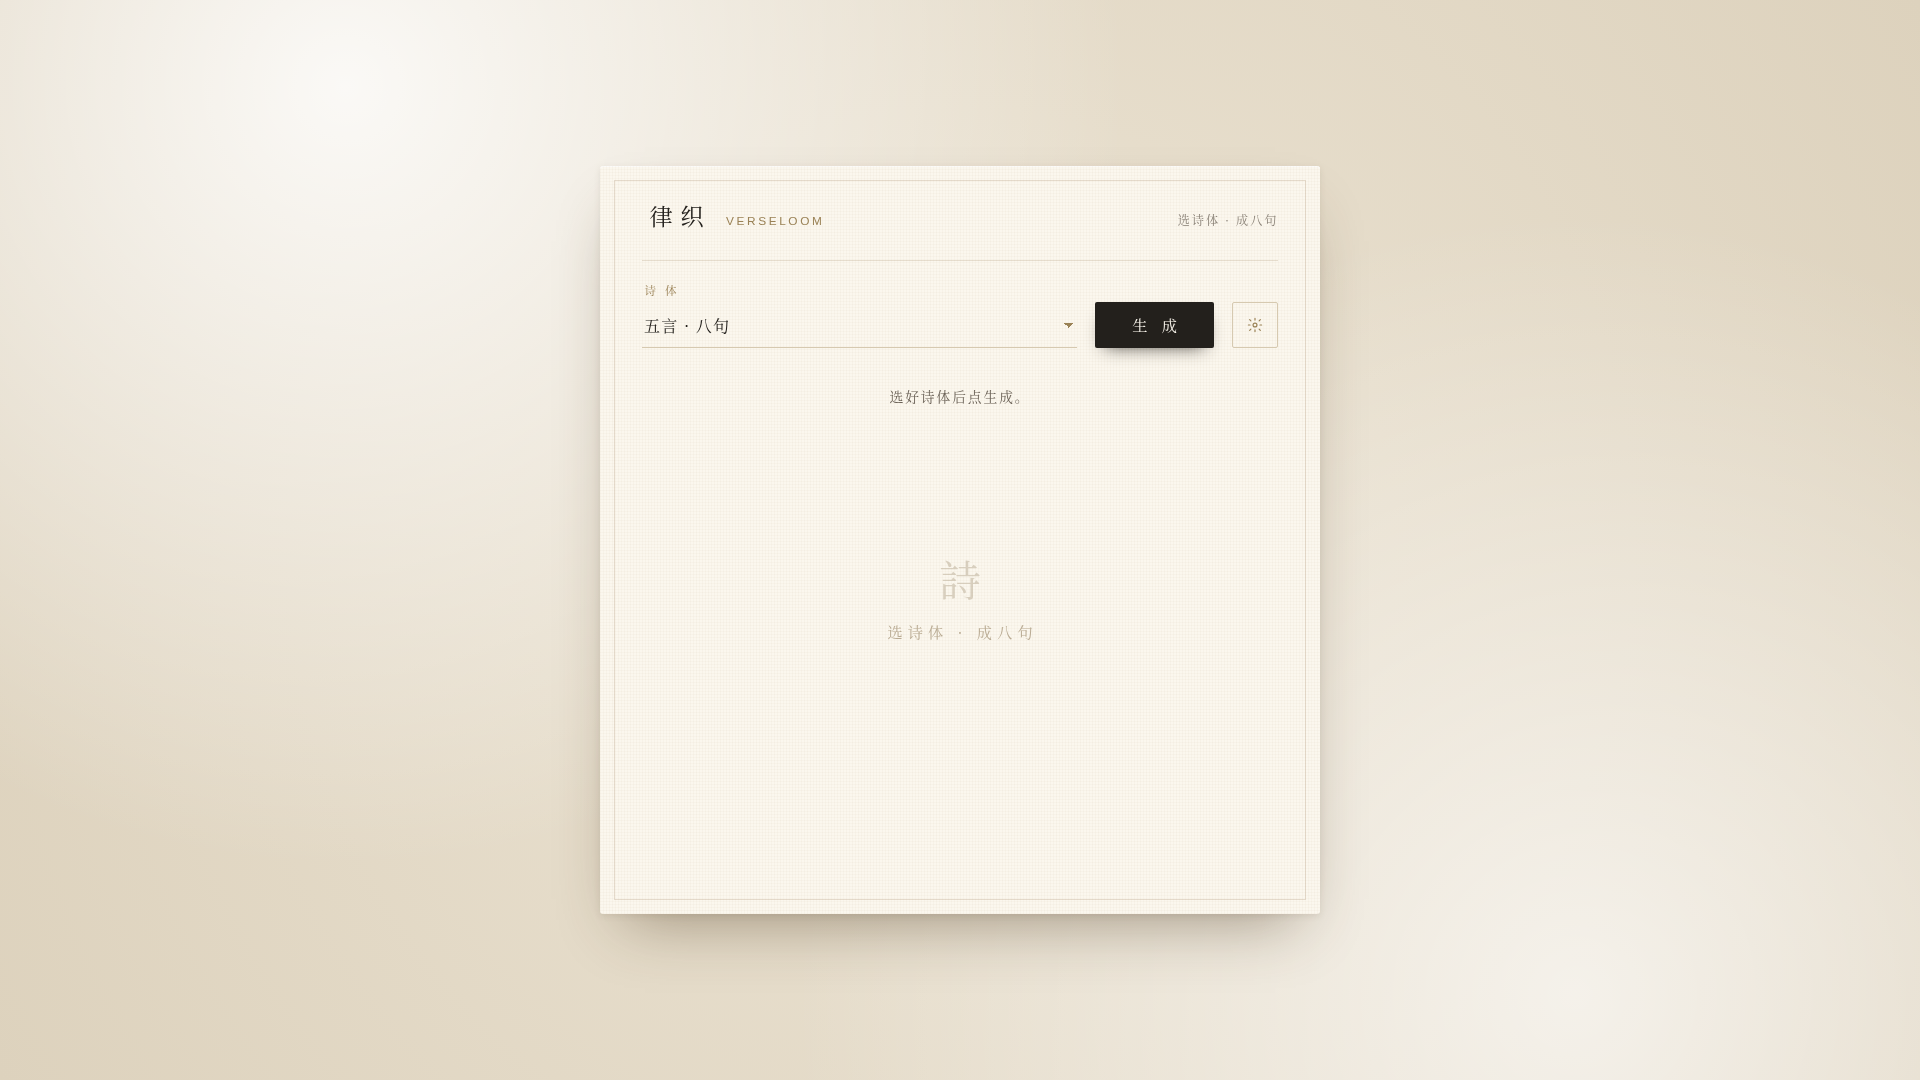 律织 VERSELOOM
选诗体 · 成八句
诗体
五言 · 八句
生成
选好诗体后点生成。
詩
选诗体 · 成八句